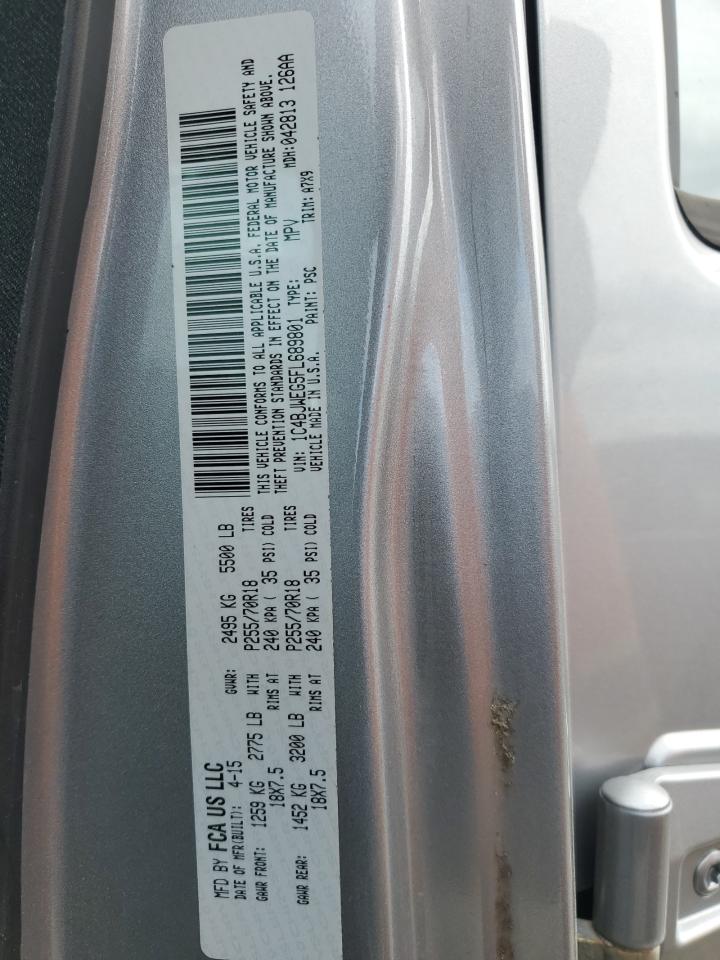 MFD BY FCA US LLC
DATE OF MFR(BUILT): 4-15 GVWR: 2495 KG 5500 LB
GAWR FRONT: 1259 KG 2775 LB WITH P255/70R18 TIRES
18X7.5 RIMS AT 240 KPA ( 35 PSI) COLD
GAWR REAR: 1452 KG 3200 LB WITH P255/70R18 TIRES
18X7.5 RIMS AT 240 KPA ( 35 PSI) COLD
THIS VEHICLE CONFORMS TO ALL APPLICABLE U.S.A. FEDERAL MOTOR VEHICLE SAFETY AND
THEFT PREVENTION STANDARDS IN EFFECT ON THE DATE OF MANUFACTURE SHOWN ABOVE.
VIN: 1C4BJWEG5FL689801 TYPE: MPV MDH:042813 126AA
VEHICLE MADE IN U.S.A. PAINT: PSC TRIM: A7X9